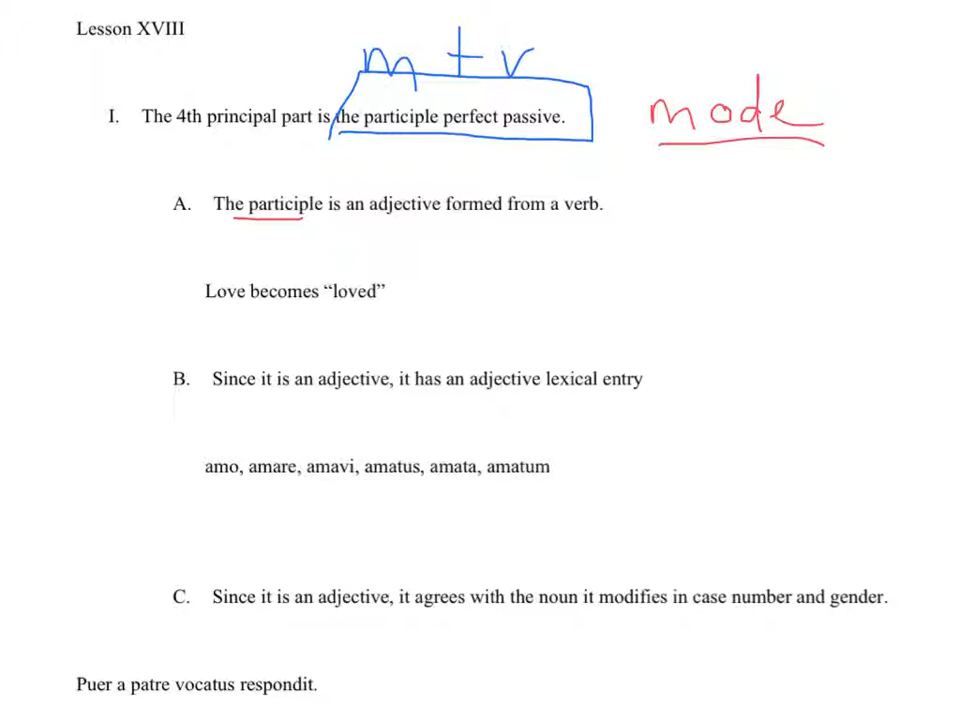 Lesson XVIII
m t v
I. The 4th principal part is the participle perfect passive.
mode
A. The participle is an adjective formed from a verb.
Love becomes “loved”
B. Since it is an adjective, it has an adjective lexical entry
amo, amare, amavi, amatus, amata, amatum
C. Since it is an adjective, it agrees with the noun it modifies in case number and gender.
Puer a patre vocatus respondit.